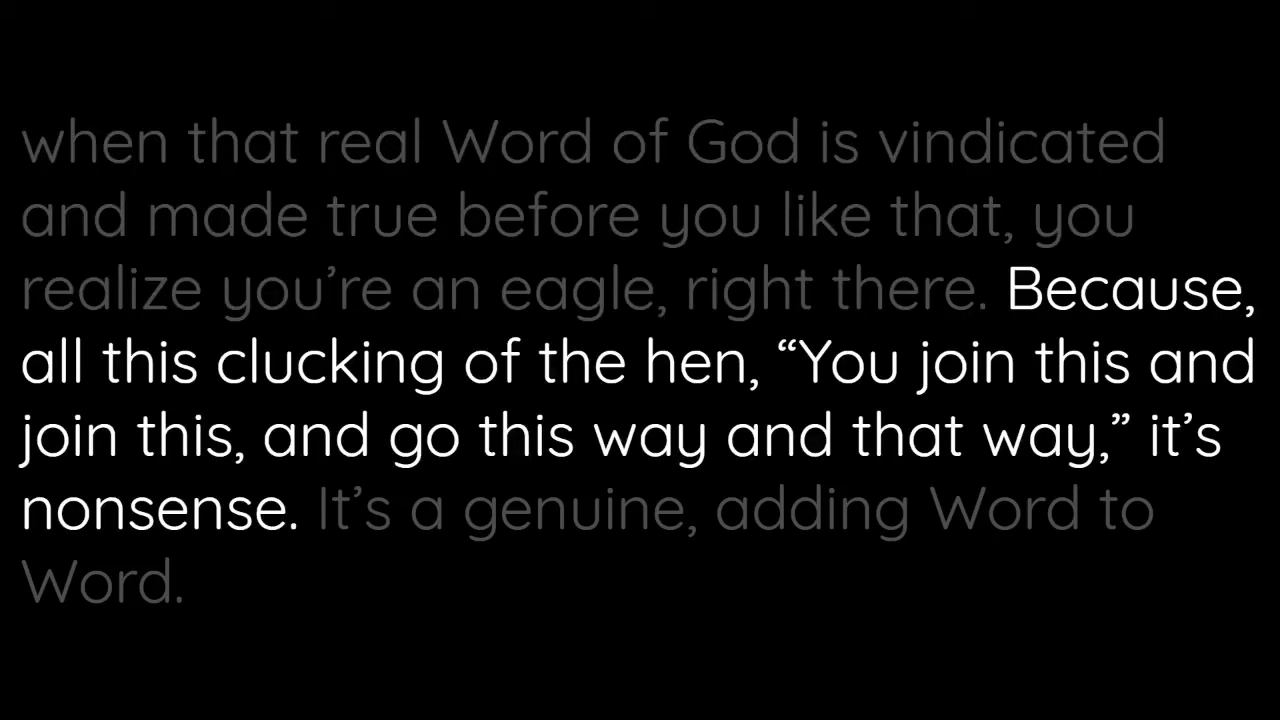 when that real Word of God is vindicated
and made true before you like that, you
realize you’re an eagle, right there. Because,
all this clucking of the hen, “You join this and
join this, and go this way and that way,” it’s
nonsense. It’s a genuine, adding Word to
Word.